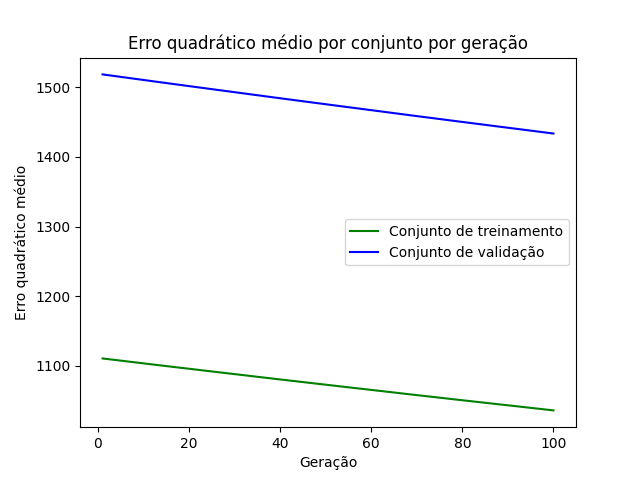 Erro quadrático médio por conjunto por geração
Erro quadrático médio
1500
1400
1300
1200
1100
Conjunto de treinamento
Conjunto de validação
0 20 40 60 80 100
Geração